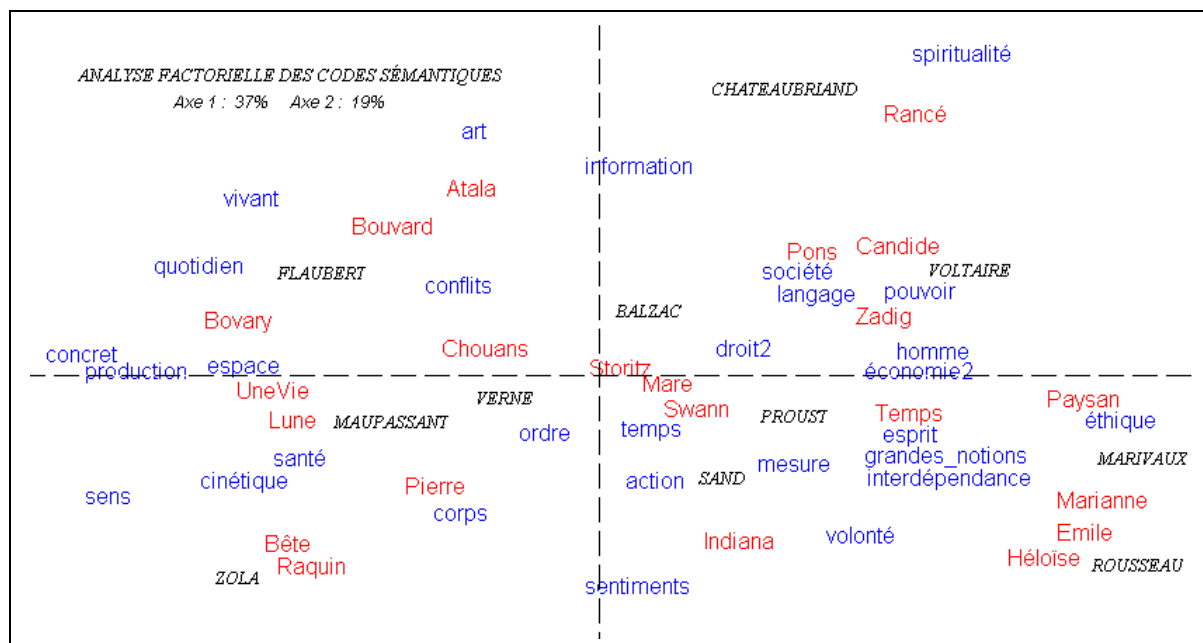 spiritualité
ANALYSE FACTORIELLE DES CODES SÉMANTIQUES
CHATEAUBRIAND
Axe 1 : 37% Axe 2 : 19%
Rancé
art
information
Atala
vivant
Bouvard
Pons Candide
quotidien FLAUBERT société VOLTAIRE
conflits langage pouvoir
Bovary BALZAC Zadig
concret Chouans droit2 homme
production espace Storitz économie2
UneVie Mare
VERNE Swann Paysan
Lune MAUPASSANT PROUST Temps éthique
ordre temps esprit
santé mesure grandes_notions MARIVAUX
cinétique action SAND interdépendance
sens Pierre Marianne
corps
Bête Indiana volonté Emile
Raquin Héloïse ROUSSEAU
ZOLA sentiments